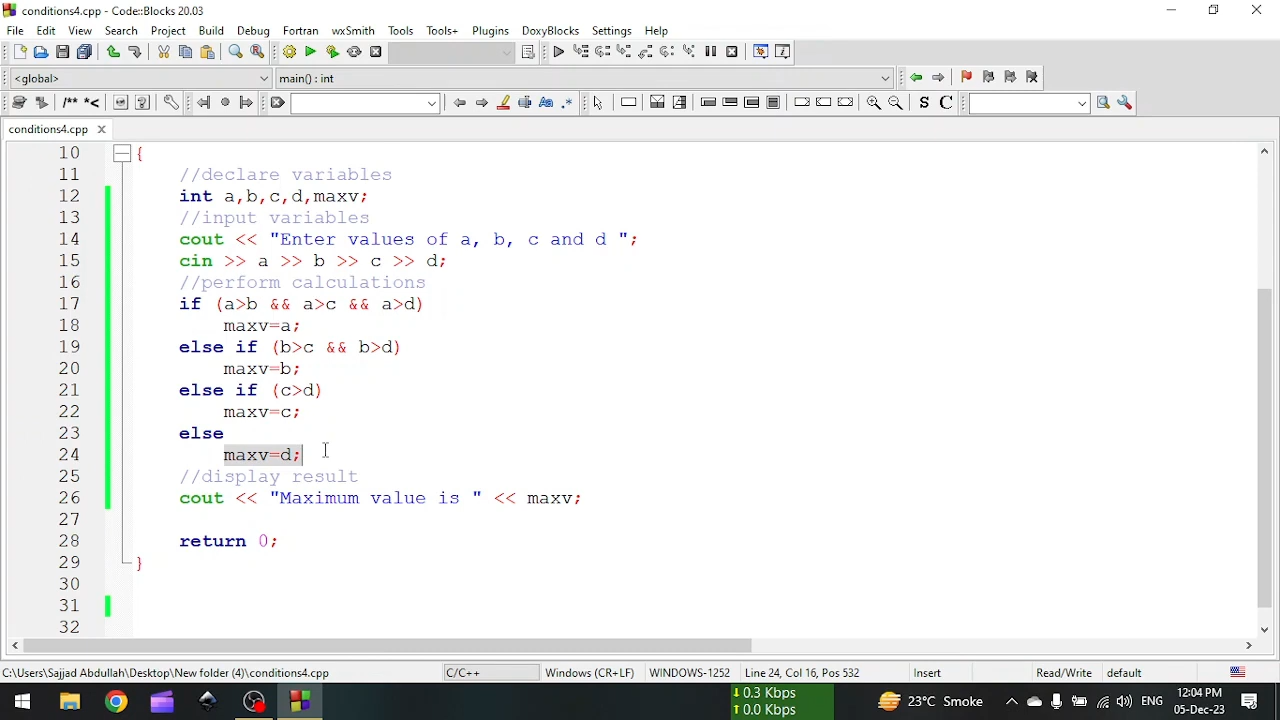 conditions4.cpp - Code::Blocks 20.03
File Edit View Search Project Build Debug Fortran wxSmith Tools Tools+ Plugins DoxyBlocks Settings Help
<global> main() : int
/** *<
S C
conditions4.cpp
10 {
11 //declare variables
12 int a,b,c,d,maxv;
13 //input variables
14 cout << "Enter values of a, b, c and d ";
15 cin >> a >> b >> c >> d;
16 //perform calculations
17 if (a>b && a>c && a>d)
18 maxv=a;
19 else if (b>c && b>d)
20 maxv=b;
21 else if (c>d)
22 maxv=c;
23 else
24 maxv=d;
25 //display result
26 cout << "Maximum value is " << maxv;
27
28 return 0;
29 }
30
31
32
C:\Users\Sajjad Abdullah\Desktop\New folder (4)\conditions4.cpp C/C++ Windows (CR+LF) WINDOWS-1252 Line 24, Col 16, Pos 532 Insert Read/Write default
0.3 Kbps
0.0 Kbps
23°C Smoke
ENG
12:04 PM
05-Dec-23